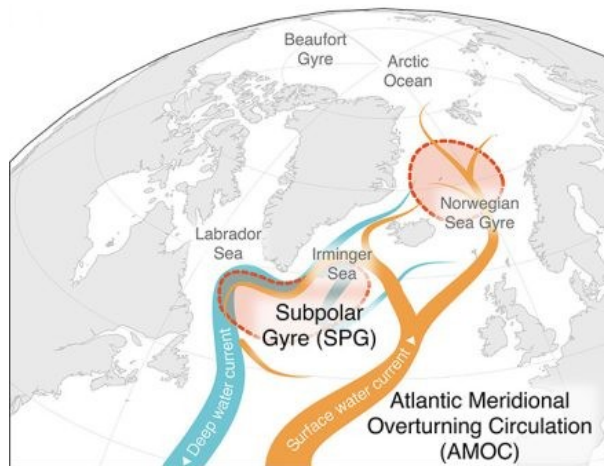 Beaufort
Gyre
Arctic
Ocean
Norwegian
Sea Gyre
Labrador
Sea
Irminger
Sea
Subpolar
Gyre (SPG)
◄ Deep water current
Surface water current ►
Atlantic Meridional
Overturning Circulation
(AMOC)